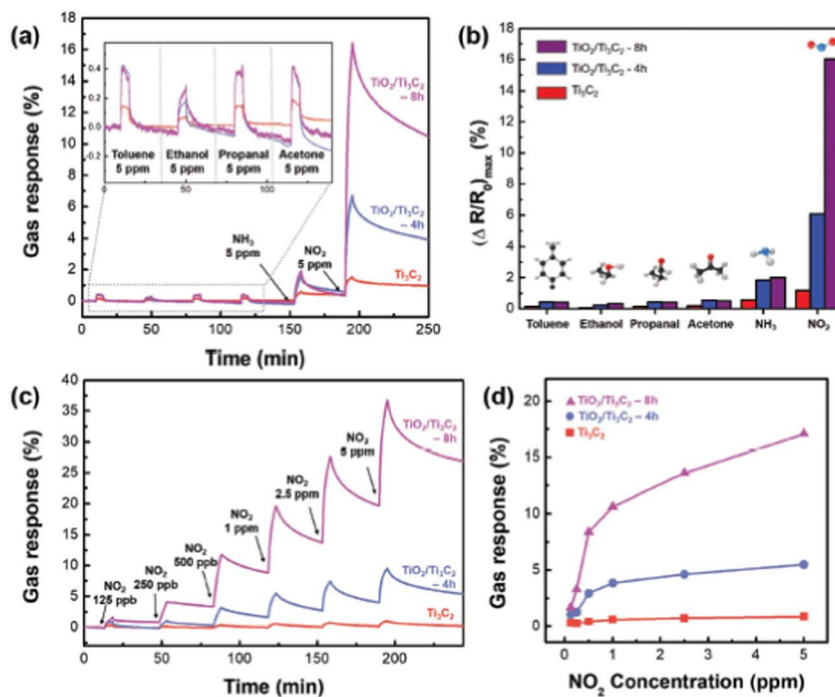 (a)
Gas response (%)
18
16
14
12
10
8
6
4
2
0
0.4
0.2
0.0
0.2
Toluene Ethanol Propanal Acetone
5 ppm 5 ppm 5 ppm 5 ppm
0 50 100
TiO₂/Ti₃C₂
– 8h
TiO₂/Ti₃C₂
– 4h
Ti₃C₂
NH₃
5 ppm
NO₂
5 ppm
0 50 100 150 200 250
Time (min)
(b)
(Δ R/R₀)max (%)
18
16
14
12
10
8
6
4
2
0
TiO₂/Ti₃C₂ - 8h
TiO₂/Ti₃C₂ - 4h
Ti₃C₂
Toluene Ethanol Propanal Acetone NH₃ NO₂
(c)
Gas response (%)
40
35
30
25
20
15
10
5
0
NO₂
125 ppb
NO₂
250 ppb
NO₂
500 ppb
NO₂
1 ppm
NO₂
2.5 ppm
NO₂
5 ppm
TiO₂/Ti₃C₂
– 8h
TiO₂/Ti₃C₂
– 4h
Ti₃C₂
0 50 100 150 200
Time (min)
(d)
Gas response (%)
20
15
10
5
0
TiO₂/Ti₃C₂ – 8h
TiO₂/Ti₃C₂ – 4h
Ti₃C₂
0 1 2 3 4 5
NO₂ Concentration (ppm)